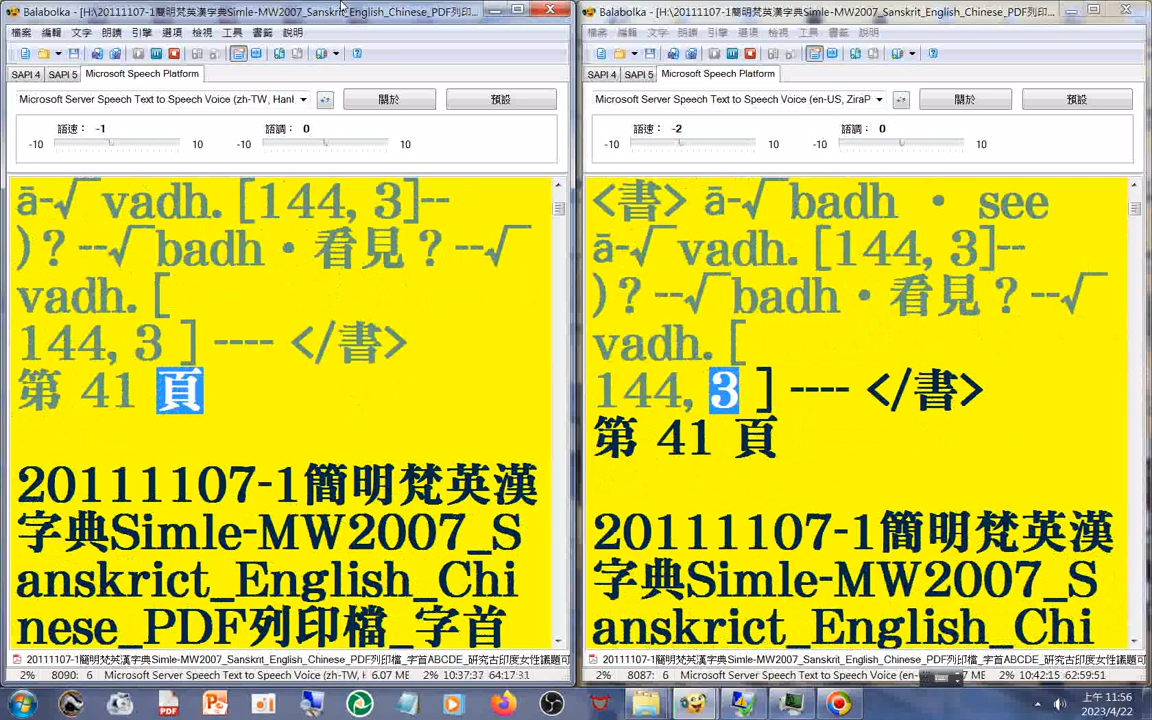 Balabolka - [H:\20111107-1簡明梵英漢字典Simle-MW2007_Sanskrit_English_Chinese_PDF列印...
檔案 編輯 文字 朗讀 引擎 選項 檢視 工具 書籤 說明
SAPI 4 SAPI 5 Microsoft Speech Platform
Microsoft Server Speech Text to Speech Voice (zh-TW, Hanl
關於 預設
語速： -1 語調： 0
-10 10 -10 10
ā-√vadh. [144, 3]--
)？--√badh‧看見？--√
vadh. [
144, 3 ] ---- </書>
第 41 頁
20111107-1簡明梵英漢
字典Simle-MW2007_S
anskrict_English_Chi
nese_PDF列印檔_字首
20111107-1簡明梵英漢字典Simle-MW2007_Sanskrit_English_Chinese_PDF列印檔_字首ABCDE_研究古印度女性議題可
2% 8090: 6 Microsoft Server Speech Text to Speech Voice (zh-TW, H 6.07 MB 2% 10:37:37 64:17:31
Balabolka - [H:\20111107-1簡明梵英漢字典Simle-MW2007_Sanskrit_English_Chinese_PDF列印...
檔案 編輯 文字 朗讀 引擎 選項 檢視 工具 書籤 說明
SAPI 4 SAPI 5 Microsoft Speech Platform
Microsoft Server Speech Text to Speech Voice (en-US, ZiraP
關於 預設
語速： -2 語調： 0
-10 10 -10 10
<書> ā-√badh ‧ see
ā-√vadh. [144, 3]--
)？--√badh‧看見？--√
vadh. [
144, 3 ] ---- </書>
第 41 頁
20111107-1簡明梵英漢
字典Simle-MW2007_S
anskrict_English_Chi
20111107-1簡明梵英漢字典Simle-MW2007_Sanskrit_English_Chinese_PDF列印檔_字首ABCDE_研究古印度女性議題可
2% 8087: 6 Microsoft Server Speech Text to Speech Voice (en-US, 2% 10:42:15 62:59:51
上午 11:56
2023/4/22